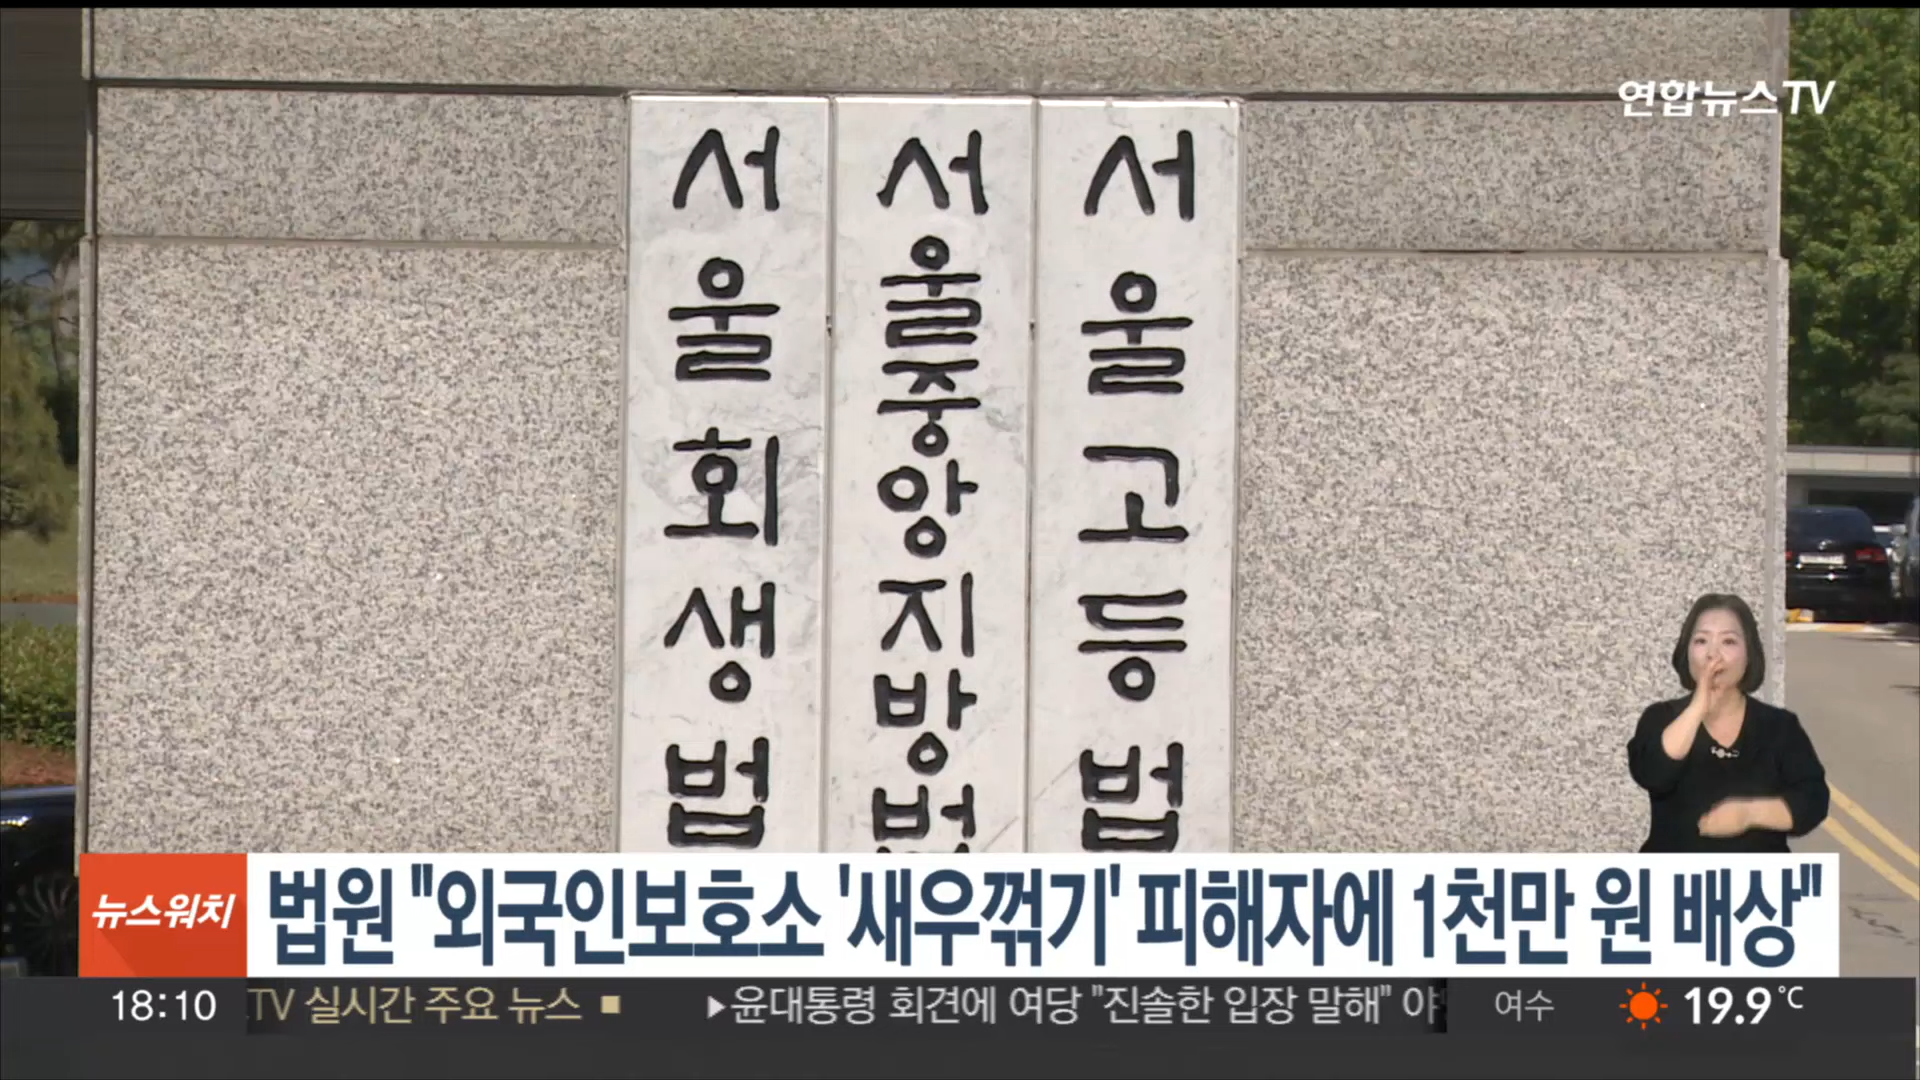 연합뉴스TV
서울회생법
서울중앙지방법
서울고등법
뉴스워치
법원 "외국인보호소 '새우꺾기' 피해자에 1천만 원 배상"
18:10 TV 실시간 주요 뉴스 ■ ▶윤대통령 회견에 여당 "진솔한 입장 말해" 야 여수 19.9℃